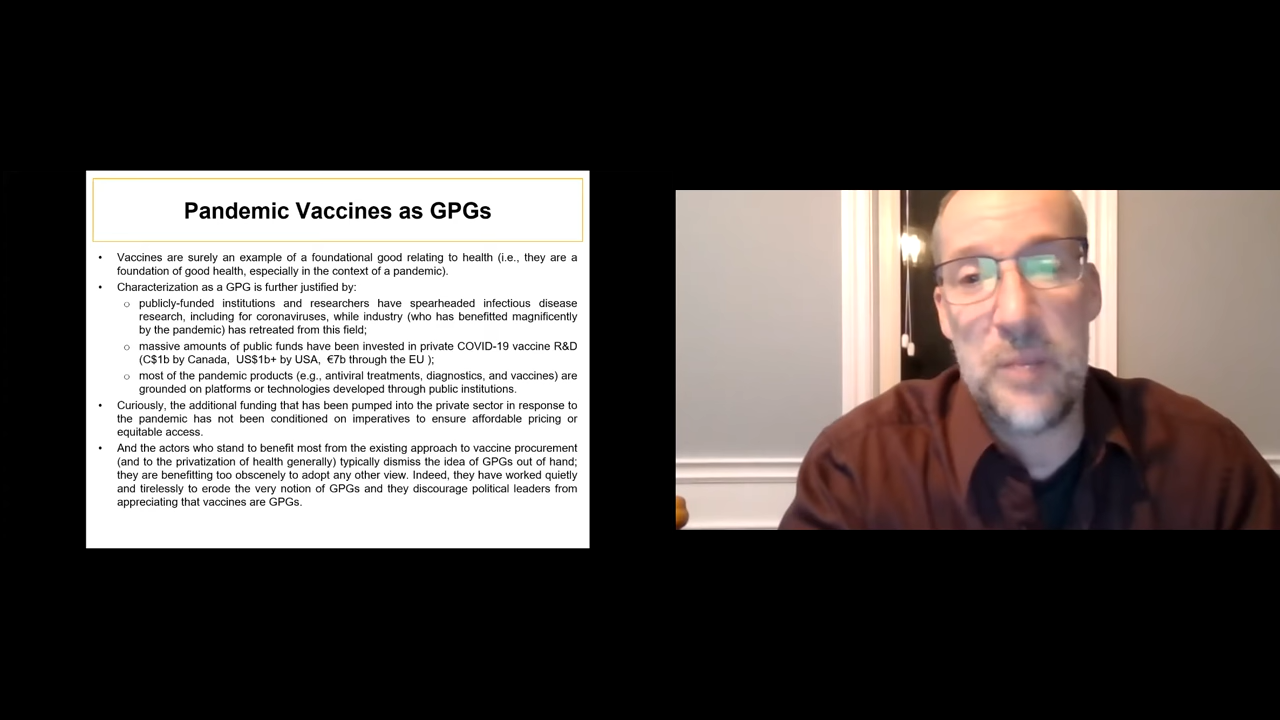 Pandemic Vaccines as GPGs
• Vaccines are surely an example of a foundational good relating to health (i.e., they are a
foundation of good health, especially in the context of a pandemic).
• Characterization as a GPG is further justified by:
o publicly-funded institutions and researchers have spearheaded infectious disease
research, including for coronaviruses, while industry (who has benefitted magnificently
by the pandemic) has retreated from this field;
o massive amounts of public funds have been invested in private COVID-19 vaccine R&D
(C$1b by Canada, US$1b+ by USA, €7b through the EU );
o most of the pandemic products (e.g., antiviral treatments, diagnostics, and vaccines) are
grounded on platforms or technologies developed through public institutions.
• Curiously, the additional funding that has been pumped into the private sector in response to
the pandemic has not been conditioned on imperatives to ensure affordable pricing or
equitable access.
• And the actors who stand to benefit most from the existing approach to vaccine procurement
(and to the privatization of health generally) typically dismiss the idea of GPGs out of hand;
they are benefitting too obscenely to adopt any other view. Indeed, they have worked quietly
and tirelessly to erode the very notion of GPGs and they discourage political leaders from
appreciating that vaccines are GPGs.